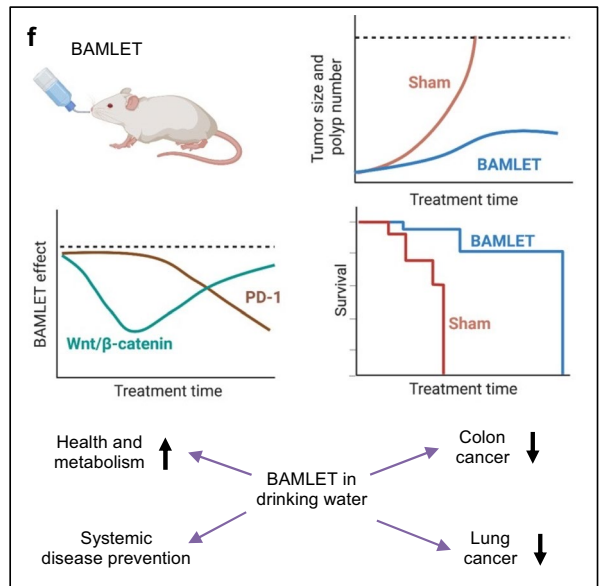 f
BAMLET
Tumor size and
polyp number
Sham
BAMLET
Treatment time
BAMLET effect
PD-1
Wnt/β-catenin
Treatment time
Survival
BAMLET
Sham
Treatment time
Health and
metabolism
Colon
cancer
BAMLET in
drinking water
Systemic
disease prevention
Lung
cancer